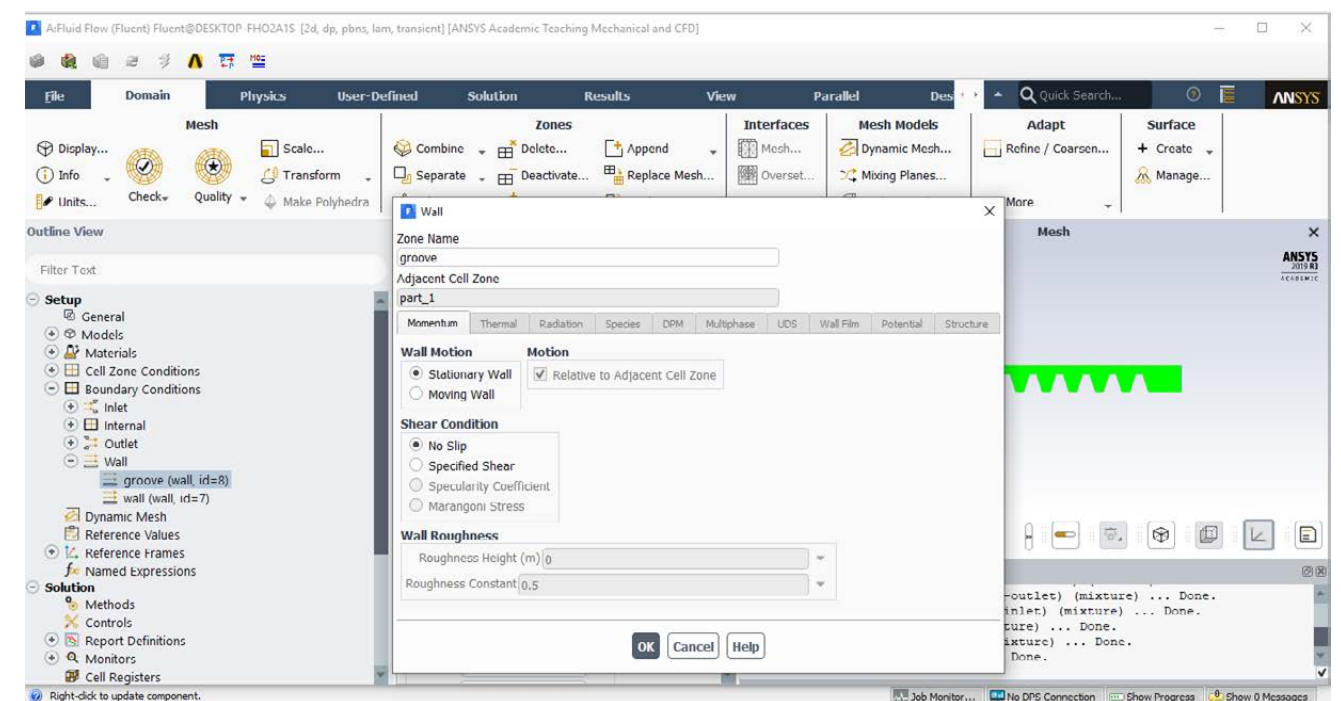 A:Fluid Flow (Fluent) Fluent@DESKTOP-FHO2A1S [2d, dp, pbns, lam, transient] [ANSYS Academic Teaching Mechanical and CFD]
File Domain Physics User-Defined Solution Results View Parallel Des Quick Search... ANSYS
Mesh Zones Interfaces Mesh Models Adapt Surface
Display... Scale... Combine Delete... Append Mesh... Dynamic Mesh... Refine / Coarsen... Create
Info Transform Separate Deactivate... Replace Mesh... Overset... Mixing Planes... Manage...
Units... Check Quality Make Polyhedra More
Outline View
Filter Text
Setup
General
Models
Materials
Cell Zone Conditions
Boundary Conditions
Inlet
Internal
Outlet
Wall
groove (wall, id=8)
wall (wall, id=7)
Dynamic Mesh
Reference Values
Reference Frames
Named Expressions
Solution
Methods
Controls
Report Definitions
Monitors
Cell Registers
Wall
Zone Name
groove
Adjacent Cell Zone
part_1
Momentum Thermal Radiation Species DPM Multiphase UDS Wall Film Potential Structure
Wall Motion Motion
Stationary Wall Relative to Adjacent Cell Zone
Moving Wall
Shear Condition
No Slip
Specified Shear
Specularity Coefficient
Marangoni Stress
Wall Roughness
Roughness Height (m) 0
Roughness Constant 0.5
OK Cancel Help
Mesh
ANSYS
2019 R3
ACADEMIC
-outlet) (mixture) ... Done.
inlet) (mixture) ... Done.
ture) ... Done.
ixture) ... Done.
Done.
Right-click to update component. Job Monitor... No DPS Connection Show Progress 0 Show 0 Messages